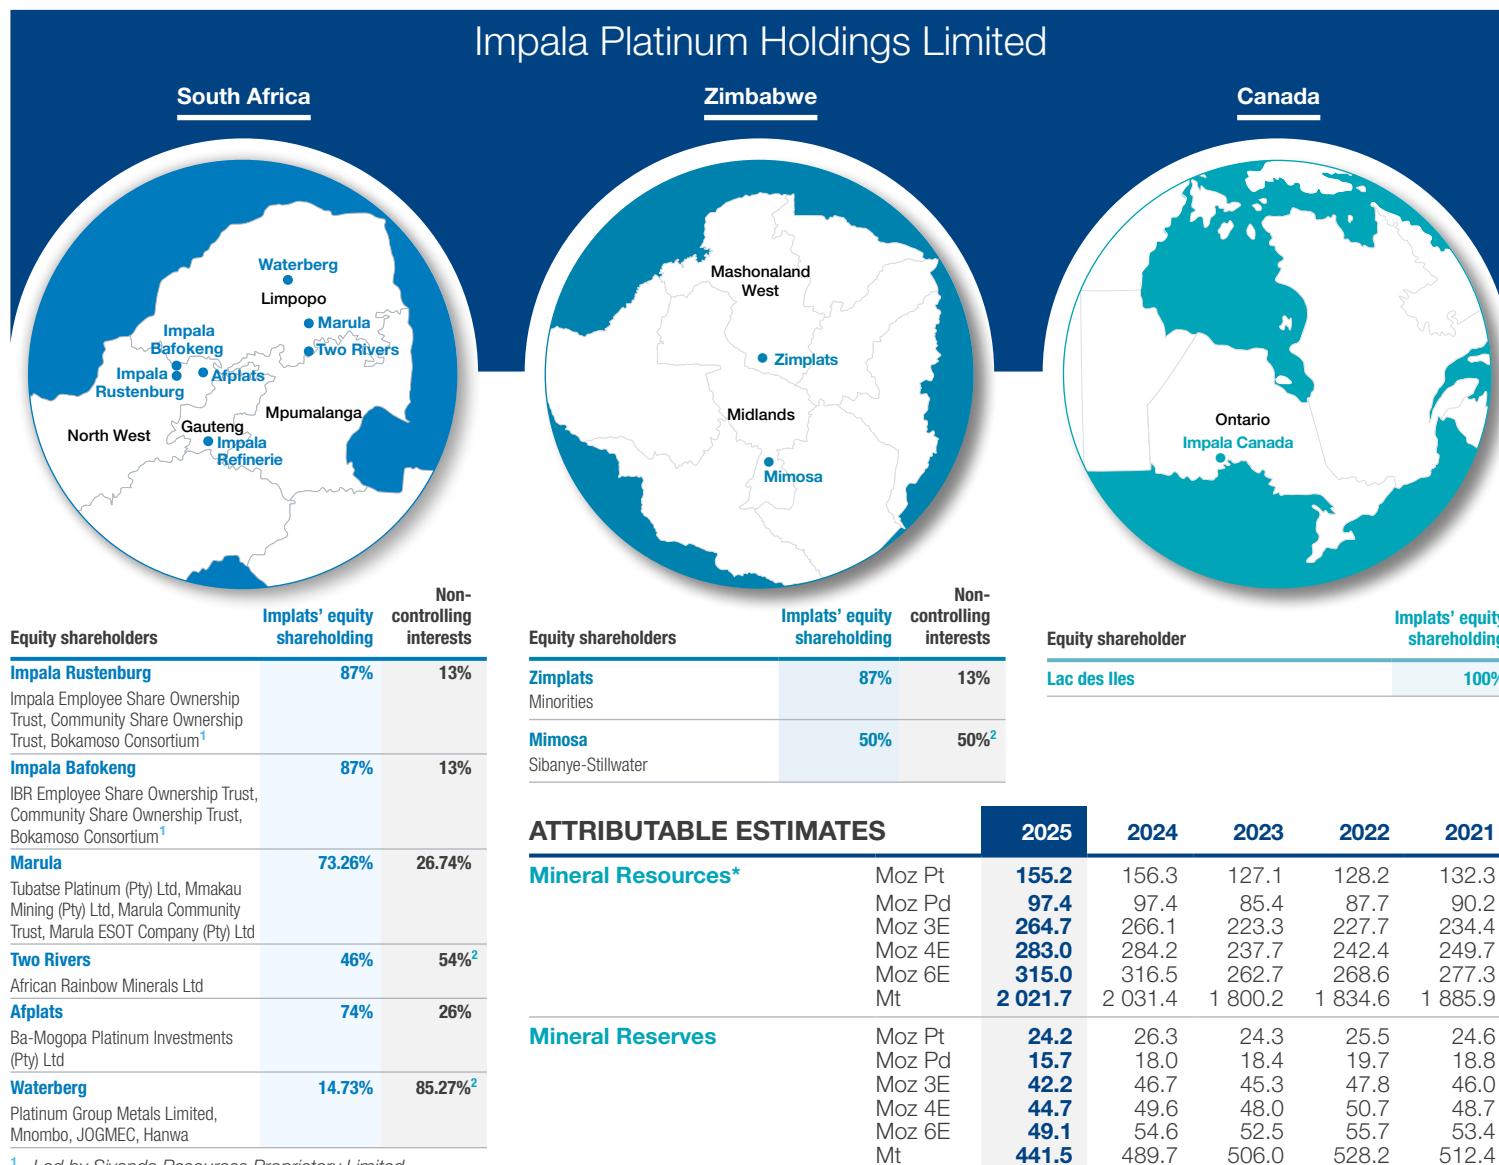 Impala Platinum Holdings Limited
South Africa
Zimbabwe
Canada
Waterberg
Limpopo
Marula
Impala
Bafokeng
Two Rivers
Impala
Rustenburg
Afplats
Mpumalanga
North West
Gauteng
Impala
Refinerie
Mashonaland
West
Zimplats
Midlands
Mimosa
Ontario
Impala Canada
Equity shareholders
Implats' equity
shareholding
Non-
controlling
interests
Impala Rustenburg 87% 13%
Impala Employee Share Ownership
Trust, Community Share Ownership
Trust, Bokamoso Consortium1
Impala Bafokeng 87% 13%
IBR Employee Share Ownership Trust,
Community Share Ownership Trust,
Bokamoso Consortium1
Marula 73.26% 26.74%
Tubatse Platinum (Pty) Ltd, Mmakau
Mining (Pty) Ltd, Marula Community
Trust, Marula ESOT Company (Pty) Ltd
Two Rivers 46% 54%2
African Rainbow Minerals Ltd
Afplats 74% 26%
Ba-Mogopa Platinum Investments
(Pty) Ltd
Waterberg 14.73% 85.27%2
Platinum Group Metals Limited,
Mnombo, JOGMEC, Hanwa
1 Led by Siyanda Resources Proprietary Limited
Equity shareholders
Implats' equity
shareholding
Non-
controlling
interests
Zimplats 87% 13%
Minorities
Mimosa 50% 50%2
Sibanye-Stillwater
Equity shareholder
Implats' equity
shareholding
Lac des Iles 100%
ATTRIBUTABLE ESTIMATES 2025 2024 2023 2022 2021
Mineral Resources* Moz Pt 155.2 156.3 127.1 128.2 132.3
Moz Pd 97.4 97.4 85.4 87.7 90.2
Moz 3E 264.7 266.1 223.3 227.7 234.4
Moz 4E 283.0 284.2 237.7 242.4 249.7
Moz 6E 315.0 316.5 262.7 268.6 277.3
Mt 2 021.7 2 031.4 1 800.2 1 834.6 1 885.9
Mineral Reserves Moz Pt 24.2 26.3 24.3 25.5 24.6
Moz Pd 15.7 18.0 18.4 19.7 18.8
Moz 3E 42.2 46.7 45.3 47.8 46.0
Moz 4E 44.7 49.6 48.0 50.7 48.7
Moz 6E 49.1 54.6 52.5 55.7 53.4
Mt 441.5 489.7 506.0 528.2 512.4